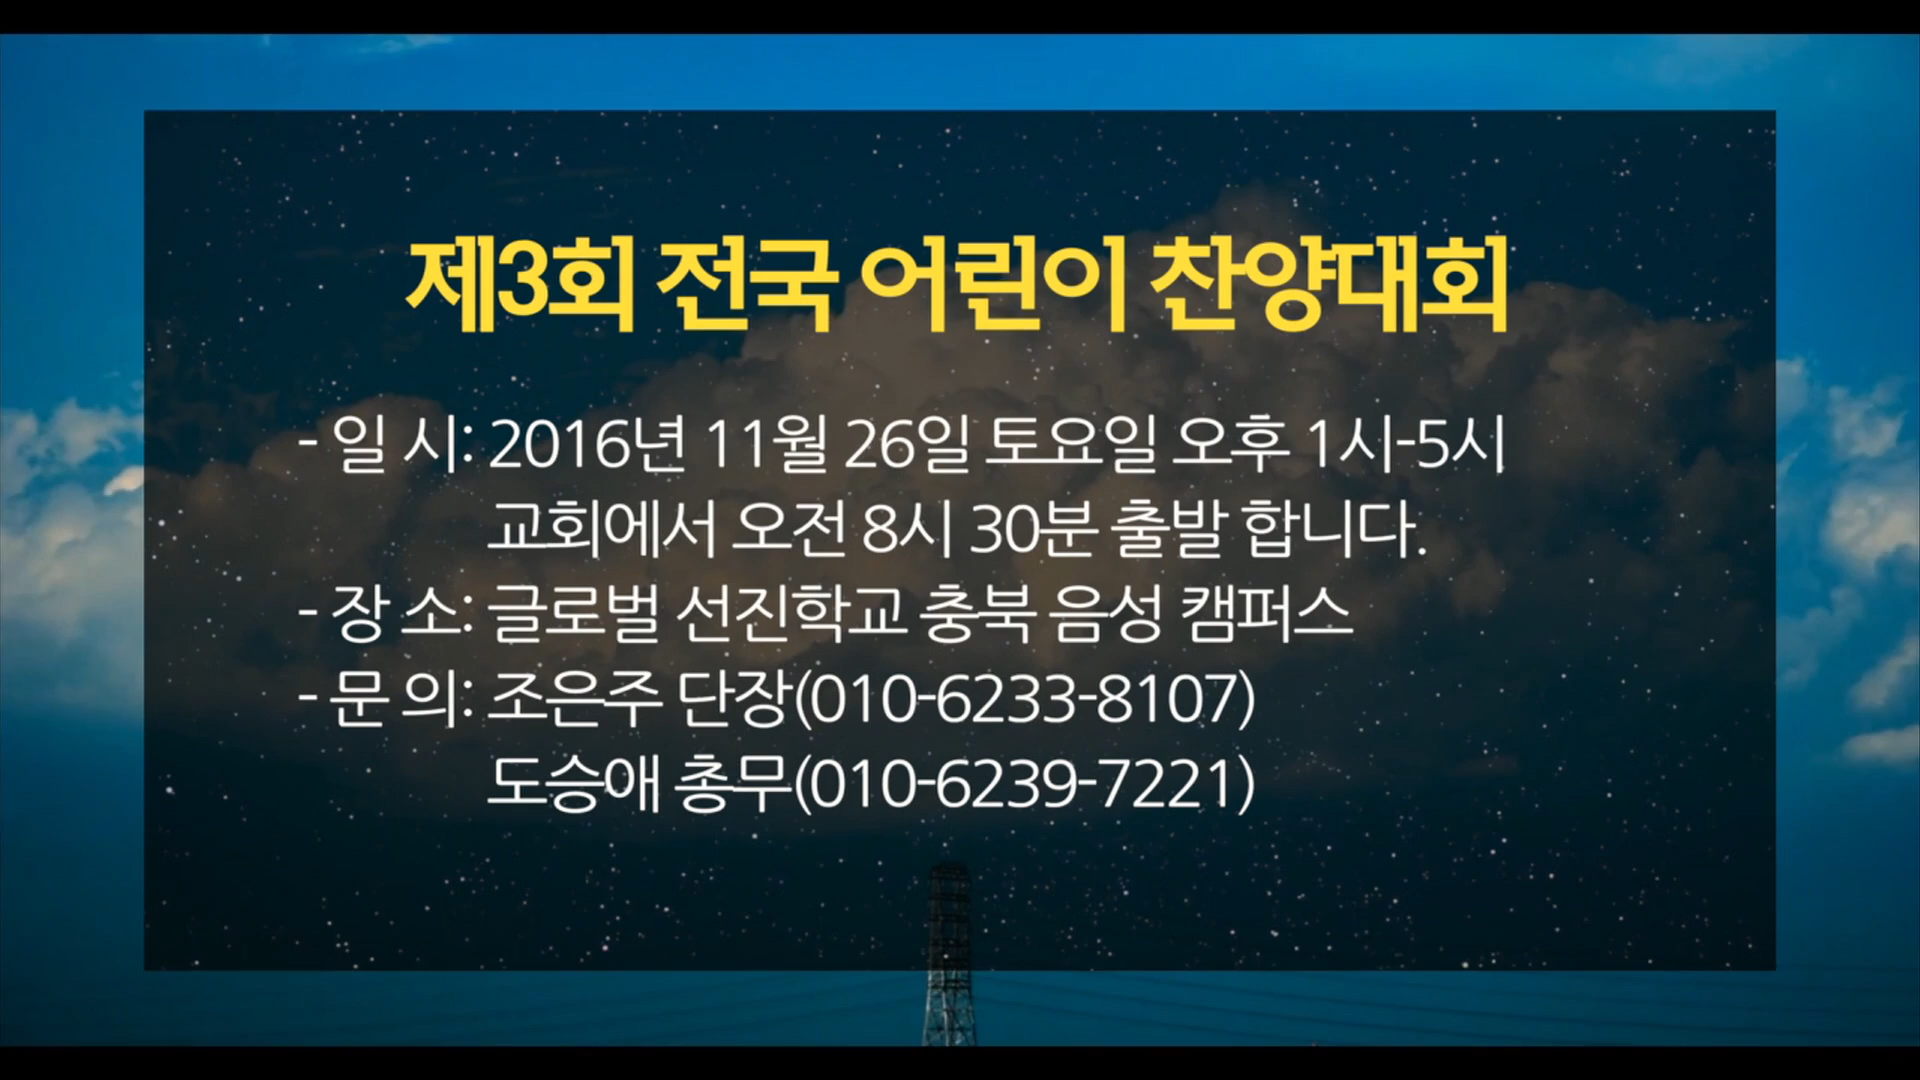 제3회 전국 어린이 찬양대회
- 일 시: 2016년 11월 26일 토요일 오후 1시-5시
교회에서 오전 8시 30분 출발 합니다.
- 장 소: 글로벌 선진학교 충북 음성 캠퍼스
- 문 의: 조은주 단장(010-6233-8107)
도승애 총무(010-6239-7221)